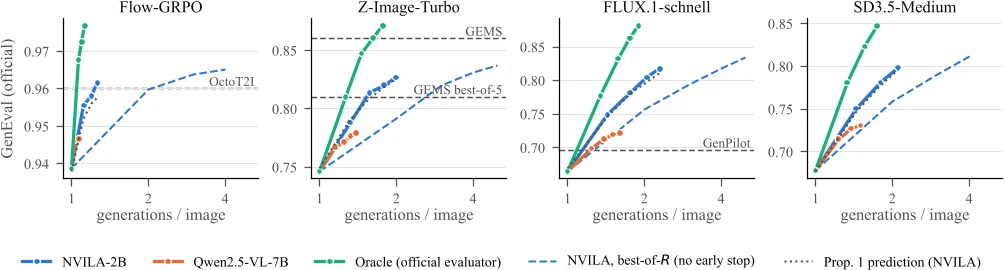 Flow-GRPO
Z-Image-Turbo
FLUX.1-schnell
SD3.5-Medium
GenEval (official)
0.97
0.96
0.95
0.94
OctoT2I
1
2
4
generations / image
0.85
0.80
0.75
GEMS
GEMS best-of-5
1
2
4
generations / image
0.85
0.80
0.75
0.70
GenPilot
1
2
4
generations / image
0.85
0.80
0.75
0.70
1
2
4
generations / image
NVILA-2B
Qwen2.5-VL-7B
Oracle (official evaluator)
NVILA, best-of-R (no early stop)
Prop. 1 prediction (NVILA)